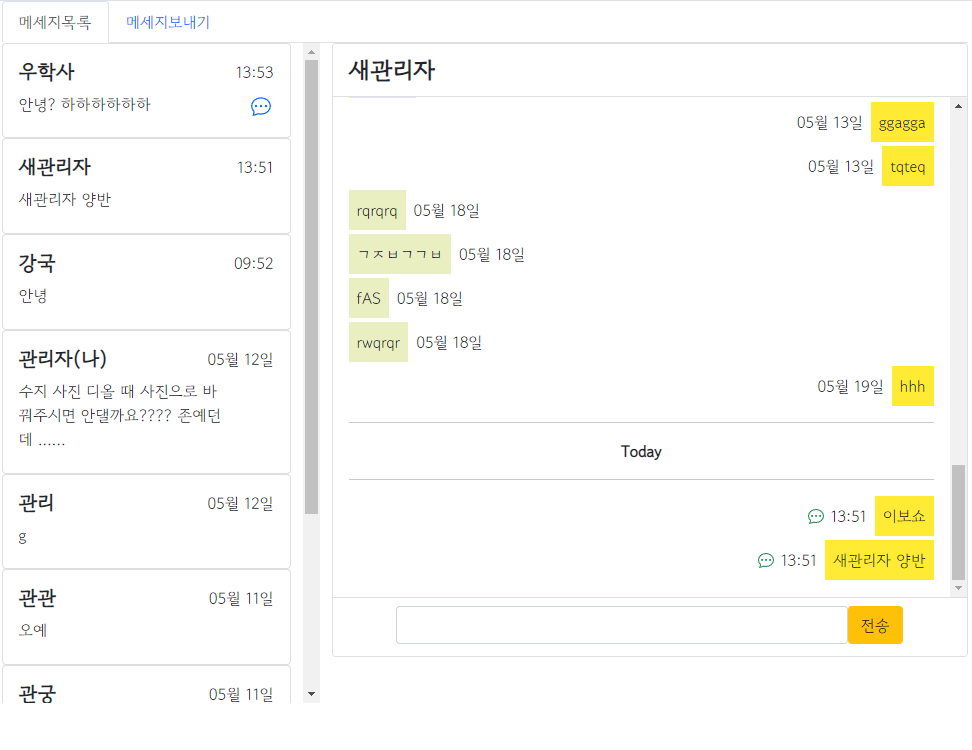 메세지목록
메세지보내기
우학사
13:53
안녕? 하하하하하하
새관리자
13:51
새관리자 양반
강국
09:52
안녕
관리자(나)
05월 12일
수지 사진 디올 때 사진으로 바
꿔주시면 안댈까요???? 존예던
데 ......
관리
05월 12일
g
관관
05월 11일
오예
관궁
05월 11일
새관리자
05월 13일 ggagga
05월 13일 tqteq
rqrqrq 05월 18일
ㄱㅈㅂㄱㄱㅂ 05월 18일
fAS 05월 18일
rwqrqr 05월 18일
05월 19일 hhh
Today
13:51 이보쇼
13:51 새관리자 양반
전송